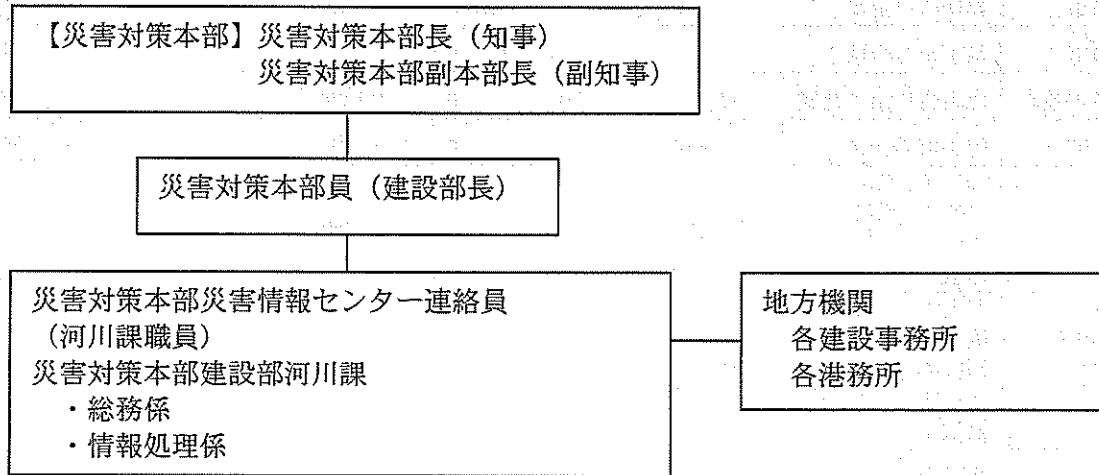 【災害対策本部】災害対策本部長（知事）
災害対策本部副本部長（副知事）
災害対策本部員（建設部長）
災害対策本部災害情報センター連絡員
（河川課職員）
災害対策本部建設部河川課
・総務係
・情報処理係
地方機関
各建設事務所
各港務所